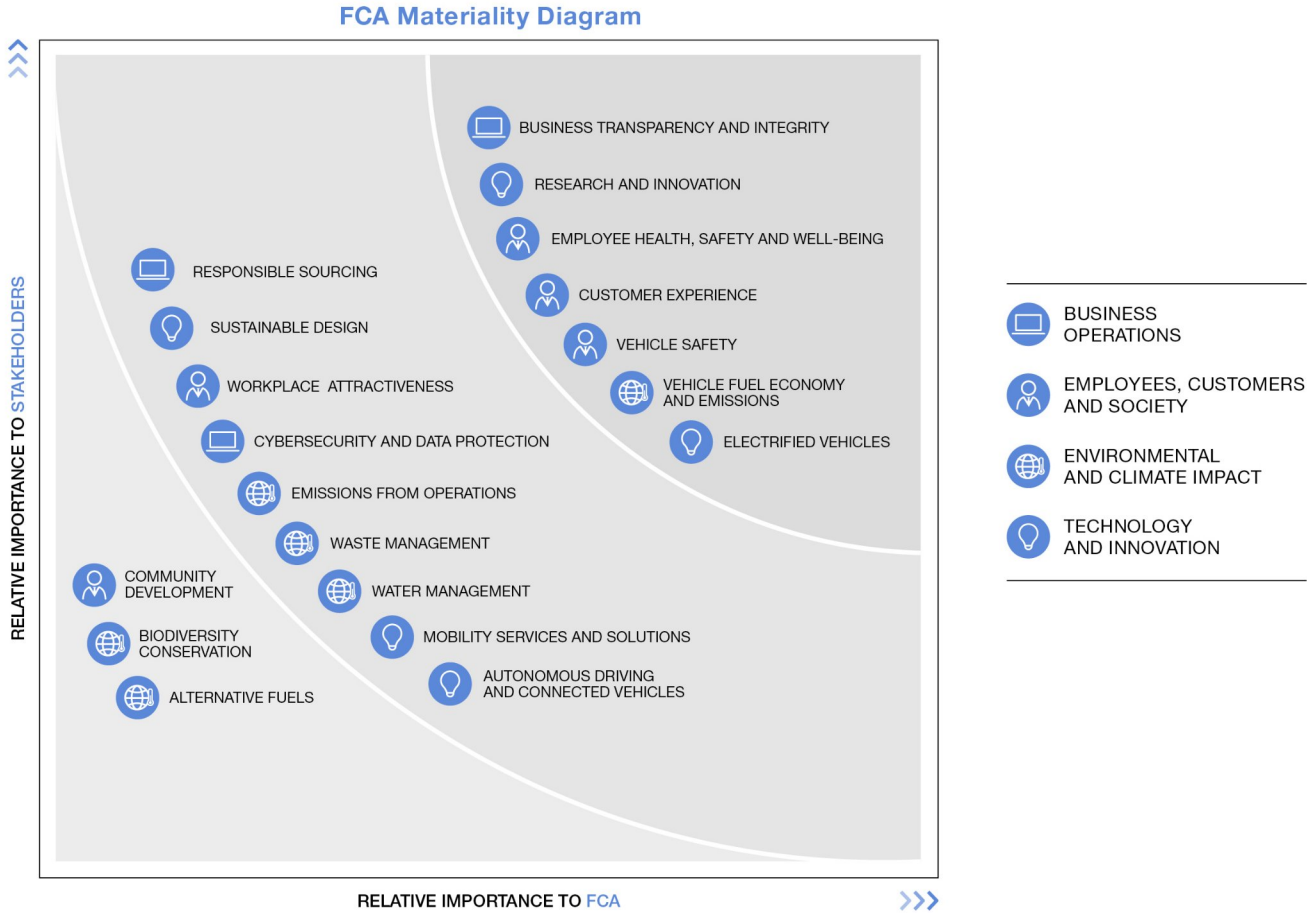 FCA Materiality Diagram
RELATIVE IMPORTANCE TO STAKEHOLDERS
BUSINESS TRANSPARENCY AND INTEGRITY
RESEARCH AND INNOVATION
EMPLOYEE HEALTH, SAFETY AND WELL-BEING
CUSTOMER EXPERIENCE
VEHICLE SAFETY
VEHICLE FUEL ECONOMY
AND EMISSIONS
ELECTRIFIED VEHICLES
RESPONSIBLE SOURCING
SUSTAINABLE DESIGN
WORKPLACE ATTRACTIVENESS
CYBERSECURITY AND DATA PROTECTION
EMISSIONS FROM OPERATIONS
WASTE MANAGEMENT
WATER MANAGEMENT
MOBILITY SERVICES AND SOLUTIONS
AUTONOMOUS DRIVING
AND CONNECTED VEHICLES
COMMUNITY
DEVELOPMENT
BIODIVERSITY
CONSERVATION
ALTERNATIVE FUELS
RELATIVE IMPORTANCE TO FCA
BUSINESS
OPERATIONS
EMPLOYEES, CUSTOMERS
AND SOCIETY
ENVIRONMENTAL
AND CLIMATE IMPACT
TECHNOLOGY
AND INNOVATION